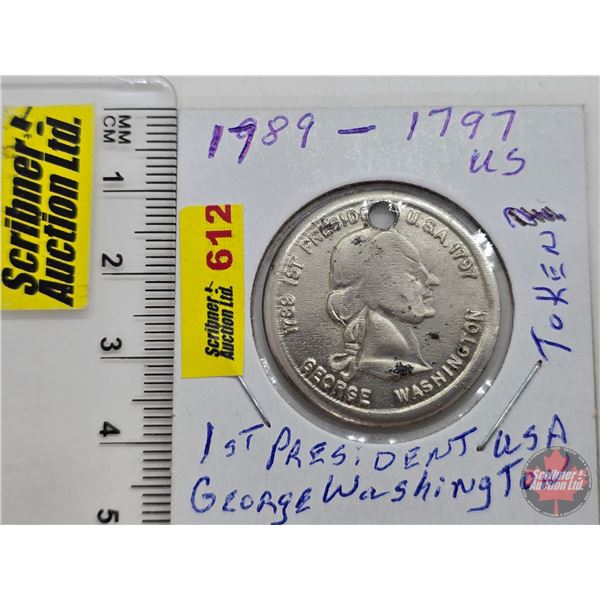 Scribner
Auction Ltd.
MM
CM
1
2
3
4
5
1989 - 1797
US
612
Scribner
Auction Ltd.
1789 1ST PRESIDENT U.S.A. 1797
GEORGE WASHINGTON
TOKEN
1ST PRESIDENT USA
GEORGE WASHINGTON
Scribner
Auction Ltd.